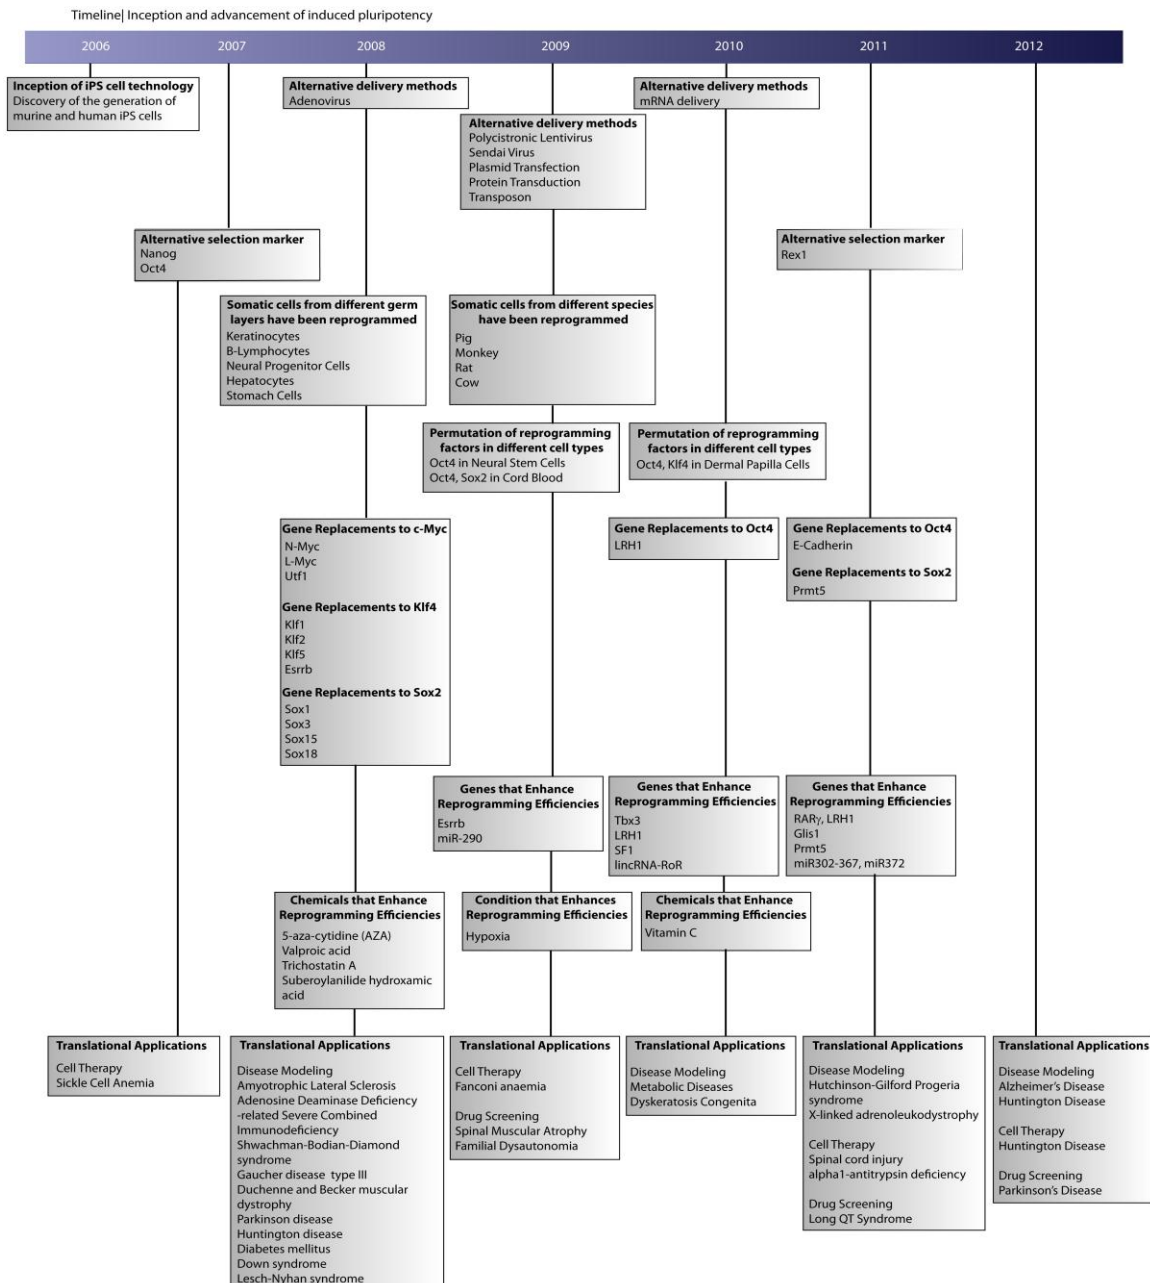 Timeline| Inception and advancement of induced pluripotency
2006
2007
2008
2009
2010
2011
2012
Inception of iPS cell technology
Discovery of the generation of
murine and human iPS cells
Alternative delivery methods
Adenovirus
Alternative delivery methods
Polycistronic Lentivirus
Sendai Virus
Plasmid Transfection
Protein Transduction
Transposon
Alternative delivery methods
mRNA delivery
Alternative selection marker
Nanog
Oct4
Alternative selection marker
Rex1
Somatic cells from different germ
layers have been reprogrammed
Keratinocytes
B-Lymphocytes
Neural Progenitor Cells
Hepatocytes
Stomach Cells
Somatic cells from different species
have been reprogrammed
Pig
Monkey
Rat
Cow
Permutation of reprogramming
factors in different cell types
Oct4 in Neural Stem Cells
Oct4, Sox2 in Cord Blood
Permutation of reprogramming
factors in different cell types
Oct4, Klf4 in Dermal Papilla Cells
Gene Replacements to c-Myc
N-Myc
L-Myc
Utf1
Gene Replacements to Klf4
Klf1
Klf2
Klf5
Esrrb
Gene Replacements to Sox2
Sox1
Sox3
Sox15
Sox18
Gene Replacements to Oct4
LRH1
Gene Replacements to Oct4
E-Cadherin
Gene Replacements to Sox2
Prmt5
Genes that Enhance
Reprogramming Efficiencies
Esrrb
miR-290
Genes that Enhance
Reprogramming Efficiencies
Tbx3
LRH1
SF1
lincRNA-RoR
Genes that Enhance
Reprogramming Efficiencies
RARγ, LRH1
Glis1
Prmt5
miR302-367, miR372
Chemicals that Enhance
Reprogramming Efficiencies
5-aza-cytidine (AZA)
Valproic acid
Trichostatin A
Suberoylanilide hydroxamic
acid
Condition that Enhances
Reprogramming Efficiencies
Hypoxia
Chemicals that Enhance
Reprogramming Efficiencies
Vitamin C
Translational Applications
Cell Therapy
Sickle Cell Anemia
Translational Applications
Disease Modeling
Amyotrophic Lateral Sclerosis
Adenosine Deaminase Deficiency
-related Severe Combined
Immunodeficiency
Shwachman-Bodian-Diamond
syndrome
Gaucher disease type III
Duchenne and Becker muscular
dystrophy
Parkinson disease
Huntington disease
Diabetes mellitus
Down syndrome
Lesch-Nyhan syndrome
Translational Applications
Cell Therapy
Fanconi anaemia
Drug Screening
Spinal Muscular Atrophy
Familial Dysautonomia
Translational Applications
Disease Modeling
Metabolic Diseases
Dyskeratosis Congenita
Translational Applications
Disease Modeling
Hutchinson-Gilford Progeria
syndrome
X-linked adrenoleukodystrophy
Cell Therapy
Spinal cord injury
alpha1-antitrypsin deficiency
Drug Screening
Long QT Syndrome
Translational Applications
Disease Modeling
Alzheimer's Disease
Huntington Disease
Cell Therapy
Huntington Disease
Drug Screening
Parkinson's Disease